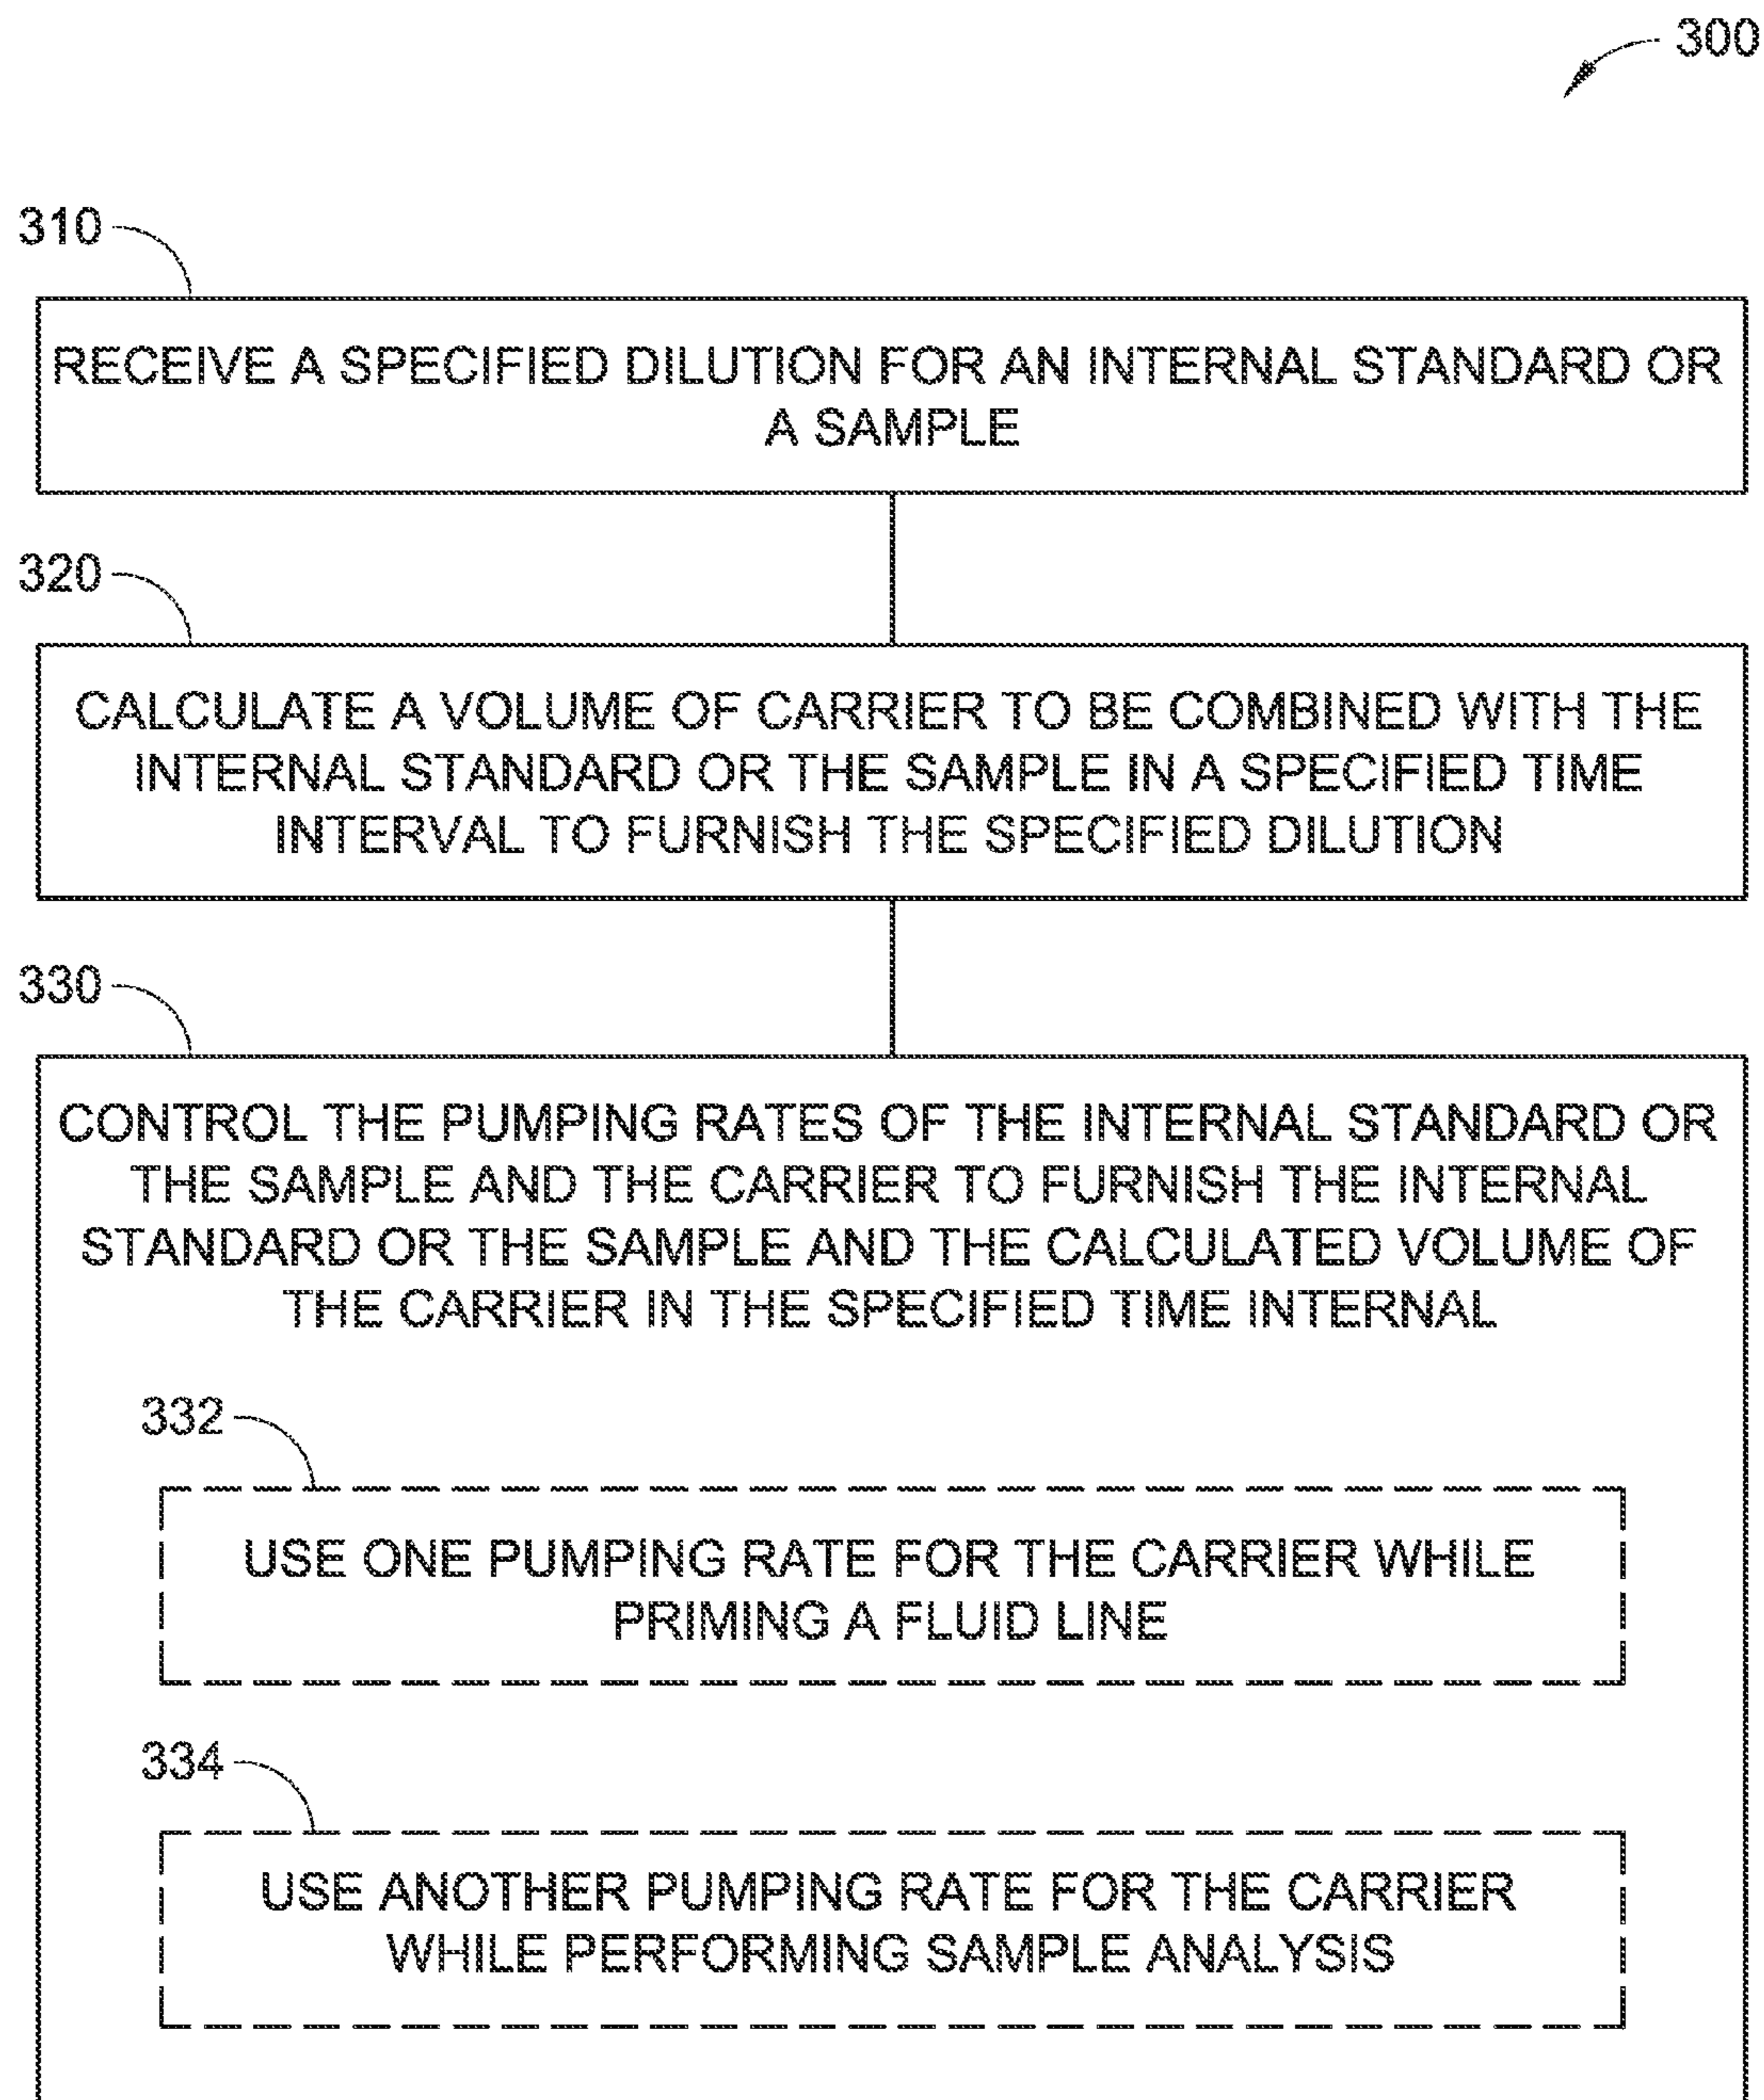 300
310
RECEIVE A SPECIFIED DILUTION FOR AN INTERNAL STANDARD OR
A SAMPLE
320
CALCULATE A VOLUME OF CARRIER TO BE COMBINED WITH THE
INTERNAL STANDARD OR THE SAMPLE IN A SPECIFIED TIME
INTERVAL TO FURNISH THE SPECIFIED DILUTION
330
CONTROL THE PUMPING RATES OF THE INTERNAL STANDARD OR
THE SAMPLE AND THE CARRIER TO FURNISH THE INTERNAL
STANDARD OR THE SAMPLE AND THE CALCULATED VOLUME OF
THE CARRIER IN THE SPECIFIED TIME INTERNAL
332
USE ONE PUMPING RATE FOR THE CARRIER WHILE
PRIMING A FLUID LINE
334
USE ANOTHER PUMPING RATE FOR THE CARRIER
WHILE PERFORMING SAMPLE ANALYSIS